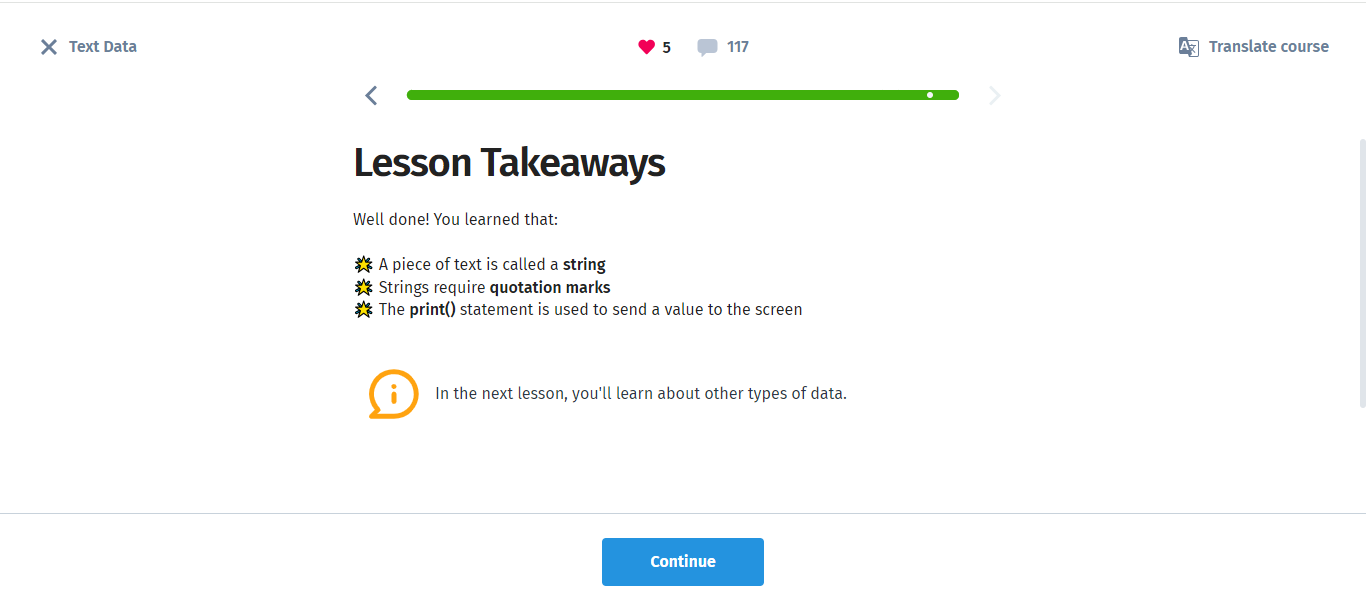 Text Data
5
117
Translate course
Lesson Takeaways
Well done! You learned that:
A piece of text is called a string
Strings require quotation marks
The print() statement is used to send a value to the screen
In the next lesson, you'll learn about other types of data.
Continue